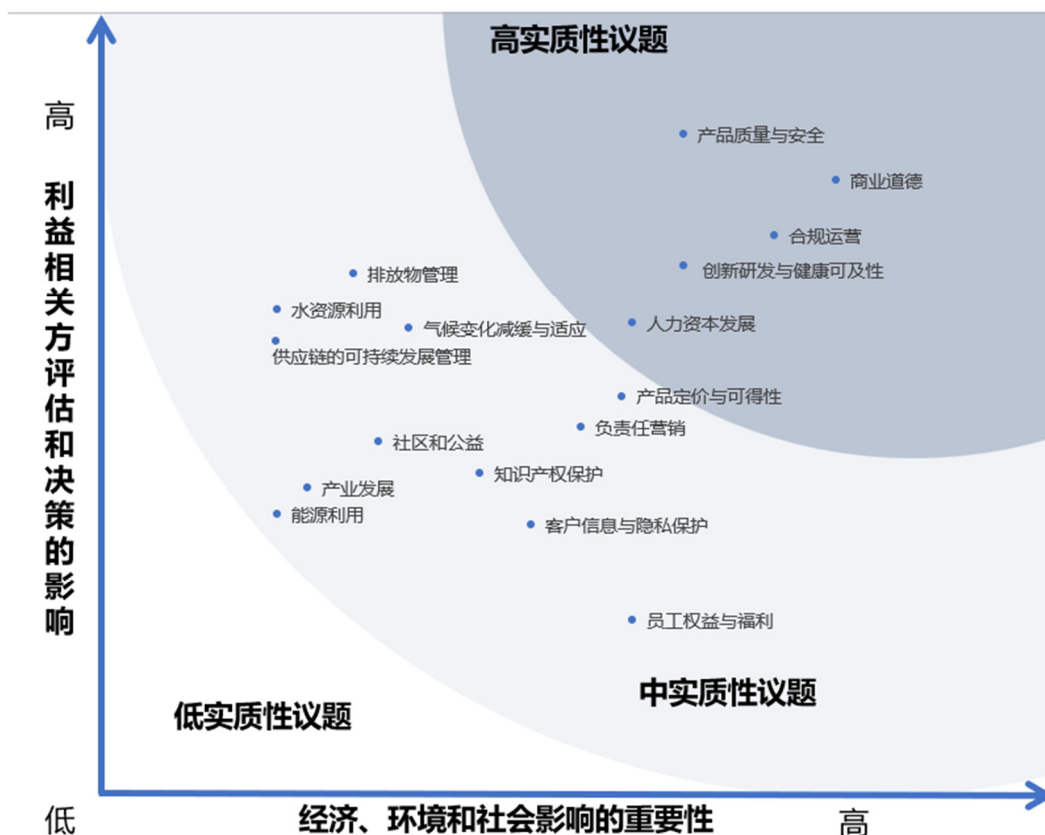 高实质性议题
高
利益相关方评估和决策的影响
产品质量与安全
商业道德
合规运营
创新研发与健康可及性
排放物管理
水资源利用
气候变化减缓与适应
人力资本发展
供应链的可持续发展管理
产品定价与可得性
负责任营销
社区和公益
知识产权保护
产业发展
能源利用
客户信息与隐私保护
员工权益与福利
中实质性议题
低实质性议题
低
经济、环境和社会影响的重要性
高